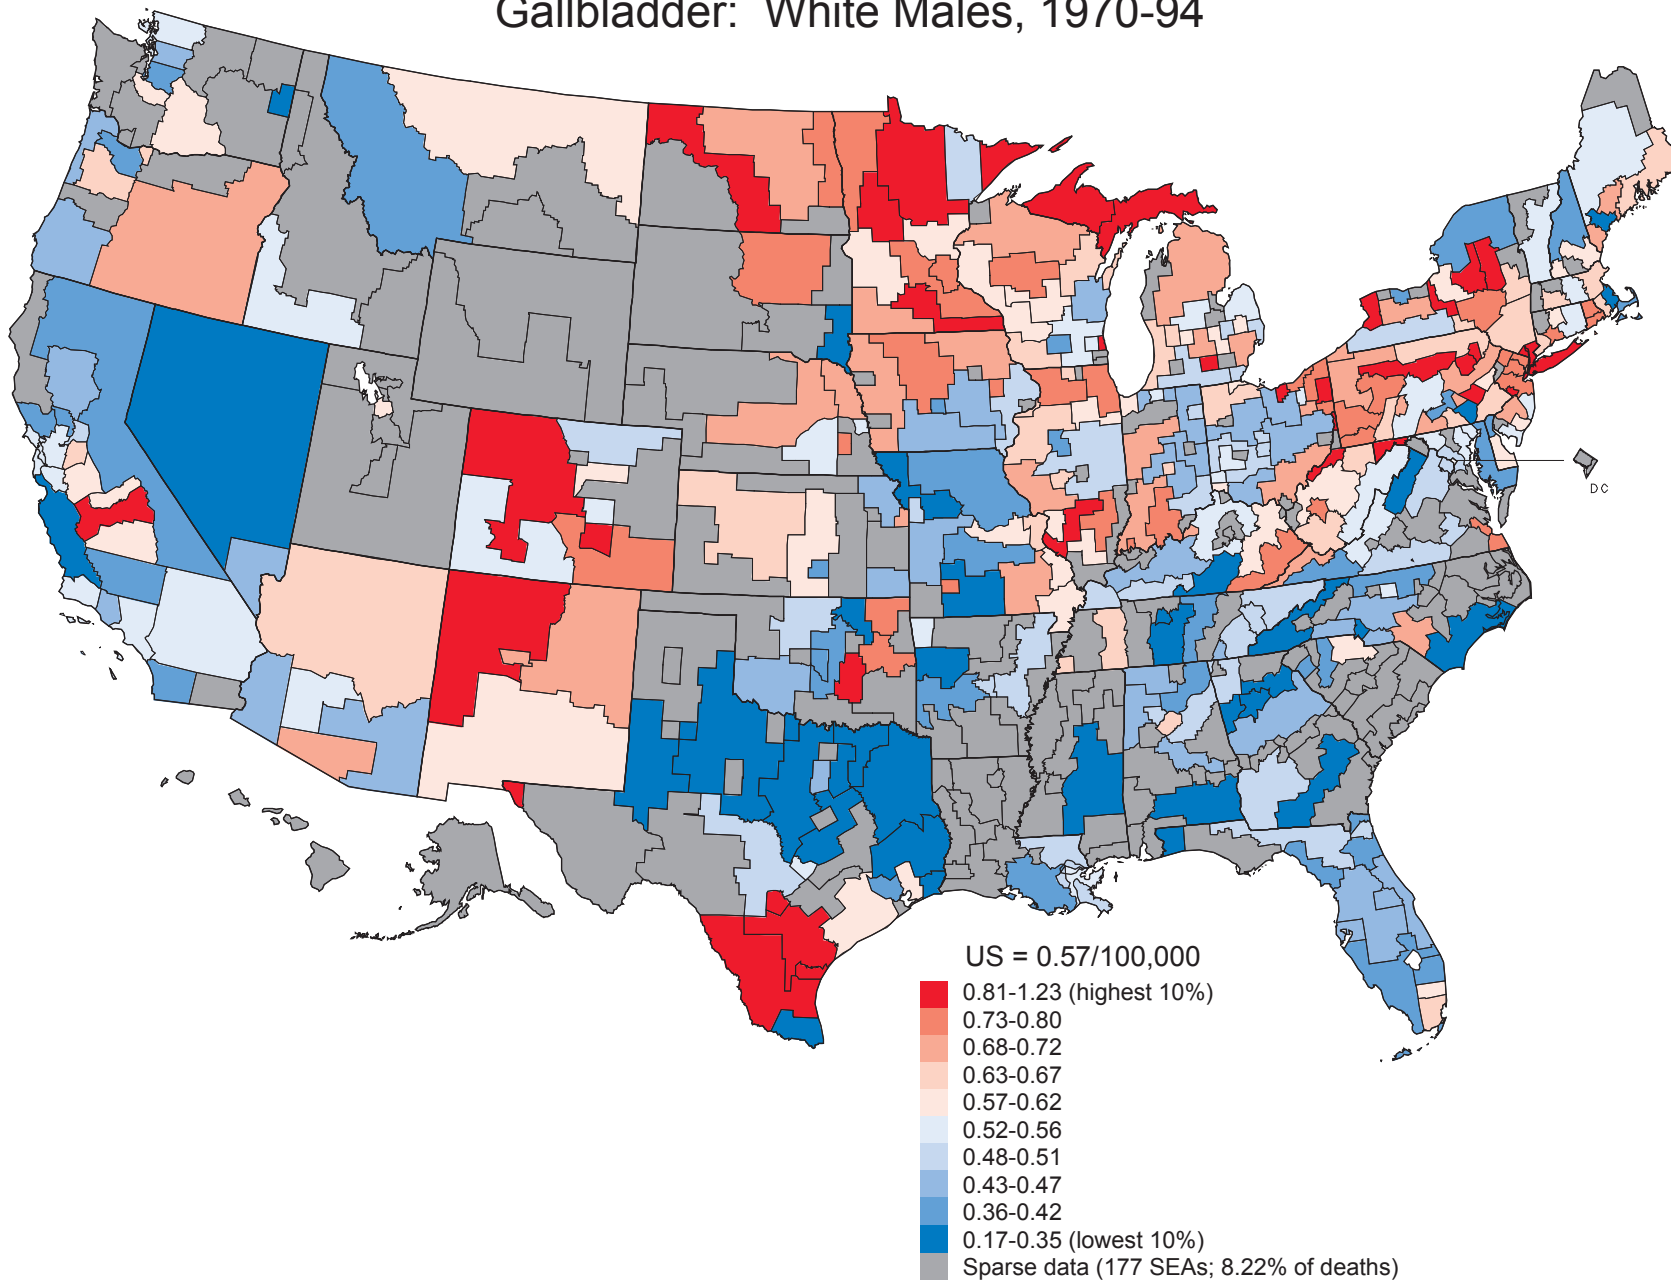 Gallbladder: White Males, 1970-94
DC
US = 0.57/100,000
0.81-1.23 (highest 10%)
0.73-0.80
0.68-0.72
0.63-0.67
0.57-0.62
0.52-0.56
0.48-0.51
0.43-0.47
0.36-0.42
0.17-0.35 (lowest 10%)
Sparse data (177 SEAs; 8.22% of deaths)